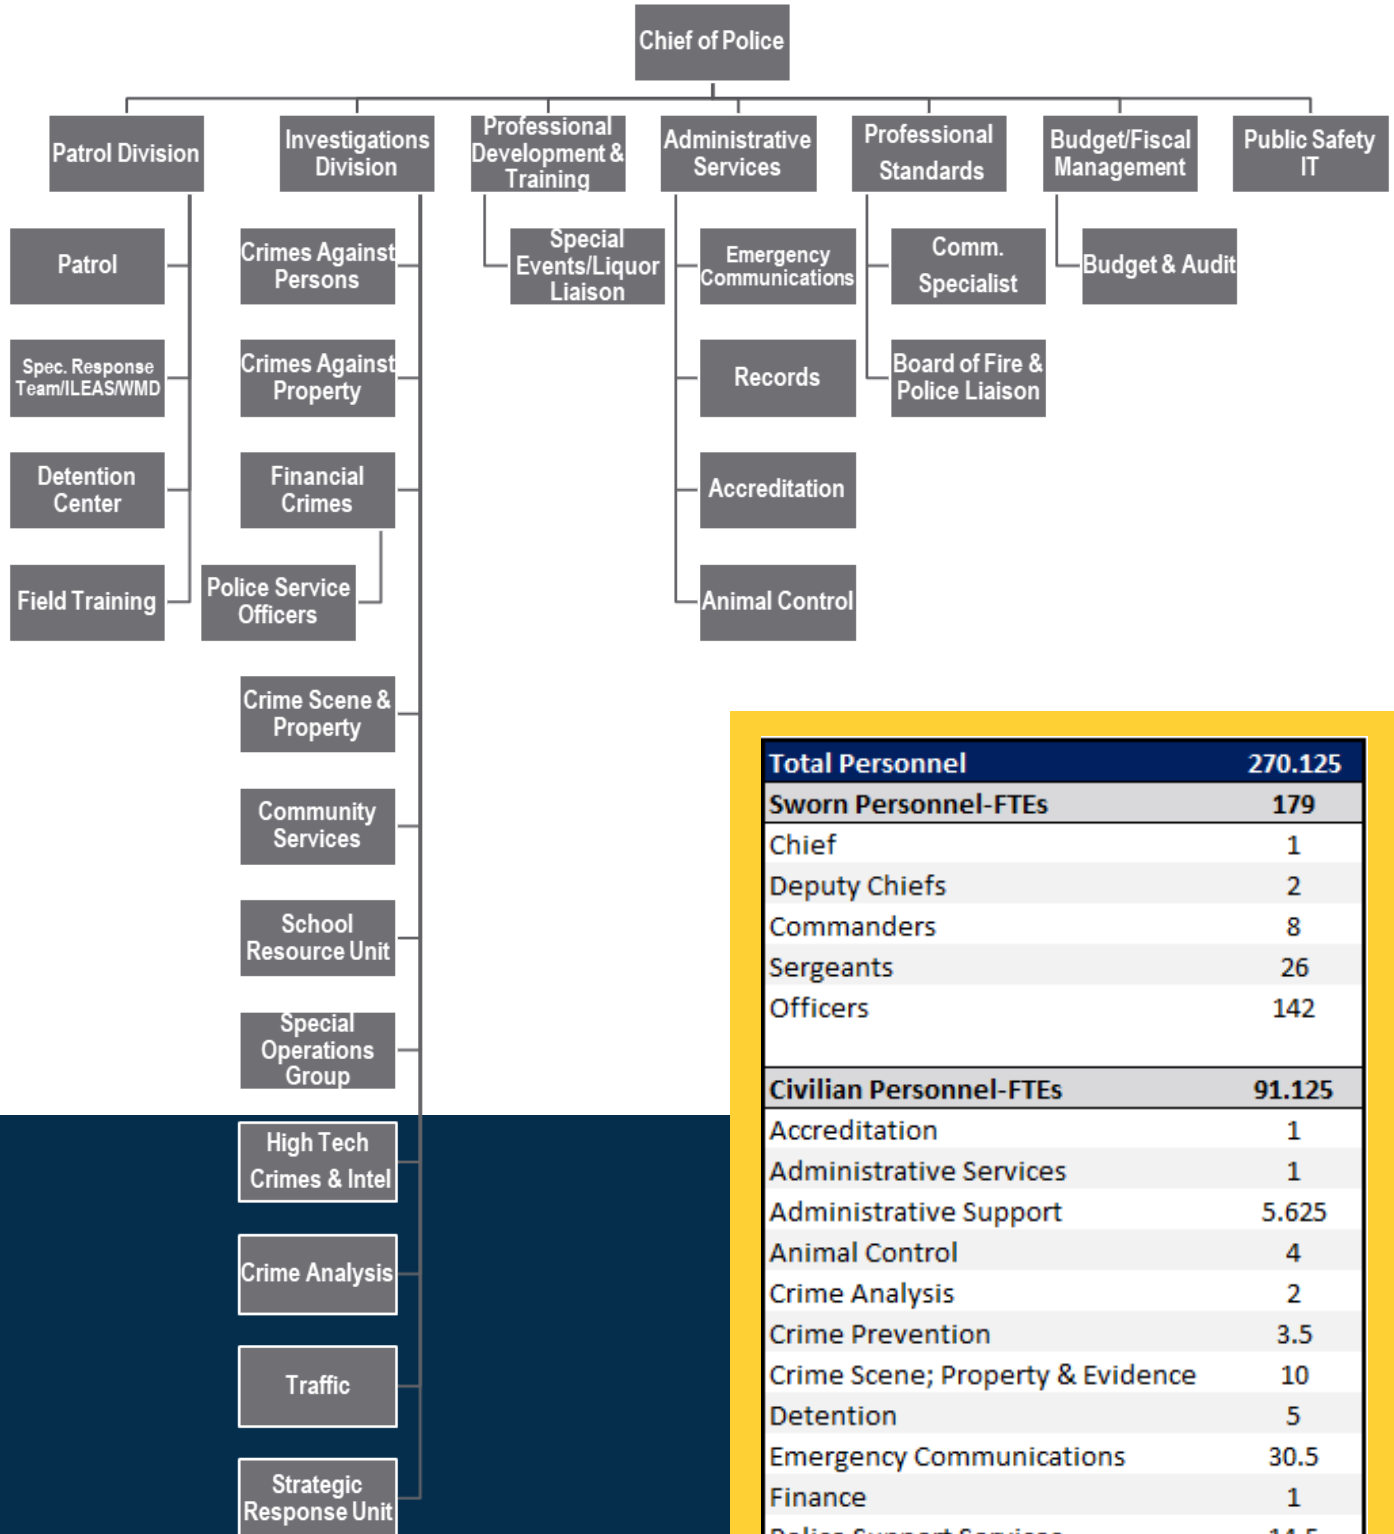 Chief of Police
Patrol Division
Investigations
Division
Professional
Development &
Training
Administrative
Services
Professional
Standards
Budget/Fiscal
Management
Public Safety
IT
Patrol
Spec. Response
Team/ILEAS/WMD
Detention
Center
Field Training
Crimes Against
Persons
Crimes Against
Property
Financial
Crimes
Police Service
Officers
Crime Scene &
Property
Community
Services
School
Resource Unit
Special
Operations
Group
High Tech
Crimes & Intel
Crime Analysis
Traffic
Strategic
Response Unit
Special
Events/Liquor
Liaison
Emergency
Communications
Records
Accreditation
Animal Control
Comm.
Specialist
Board of Fire &
Police Liaison
Budget & Audit
Total Personnel 270.125
Sworn Personnel-FTEs 179
Chief 1
Deputy Chiefs 2
Commanders 8
Sergeants 26
Officers 142
Civilian Personnel-FTEs 91.125
Accreditation 1
Administrative Services 1
Administrative Support 5.625
Animal Control 4
Crime Analysis 2
Crime Prevention 3.5
Crime Scene; Property & Evidence 10
Detention 5
Emergency Communications 30.5
Finance 1
Police Support Services 14.5